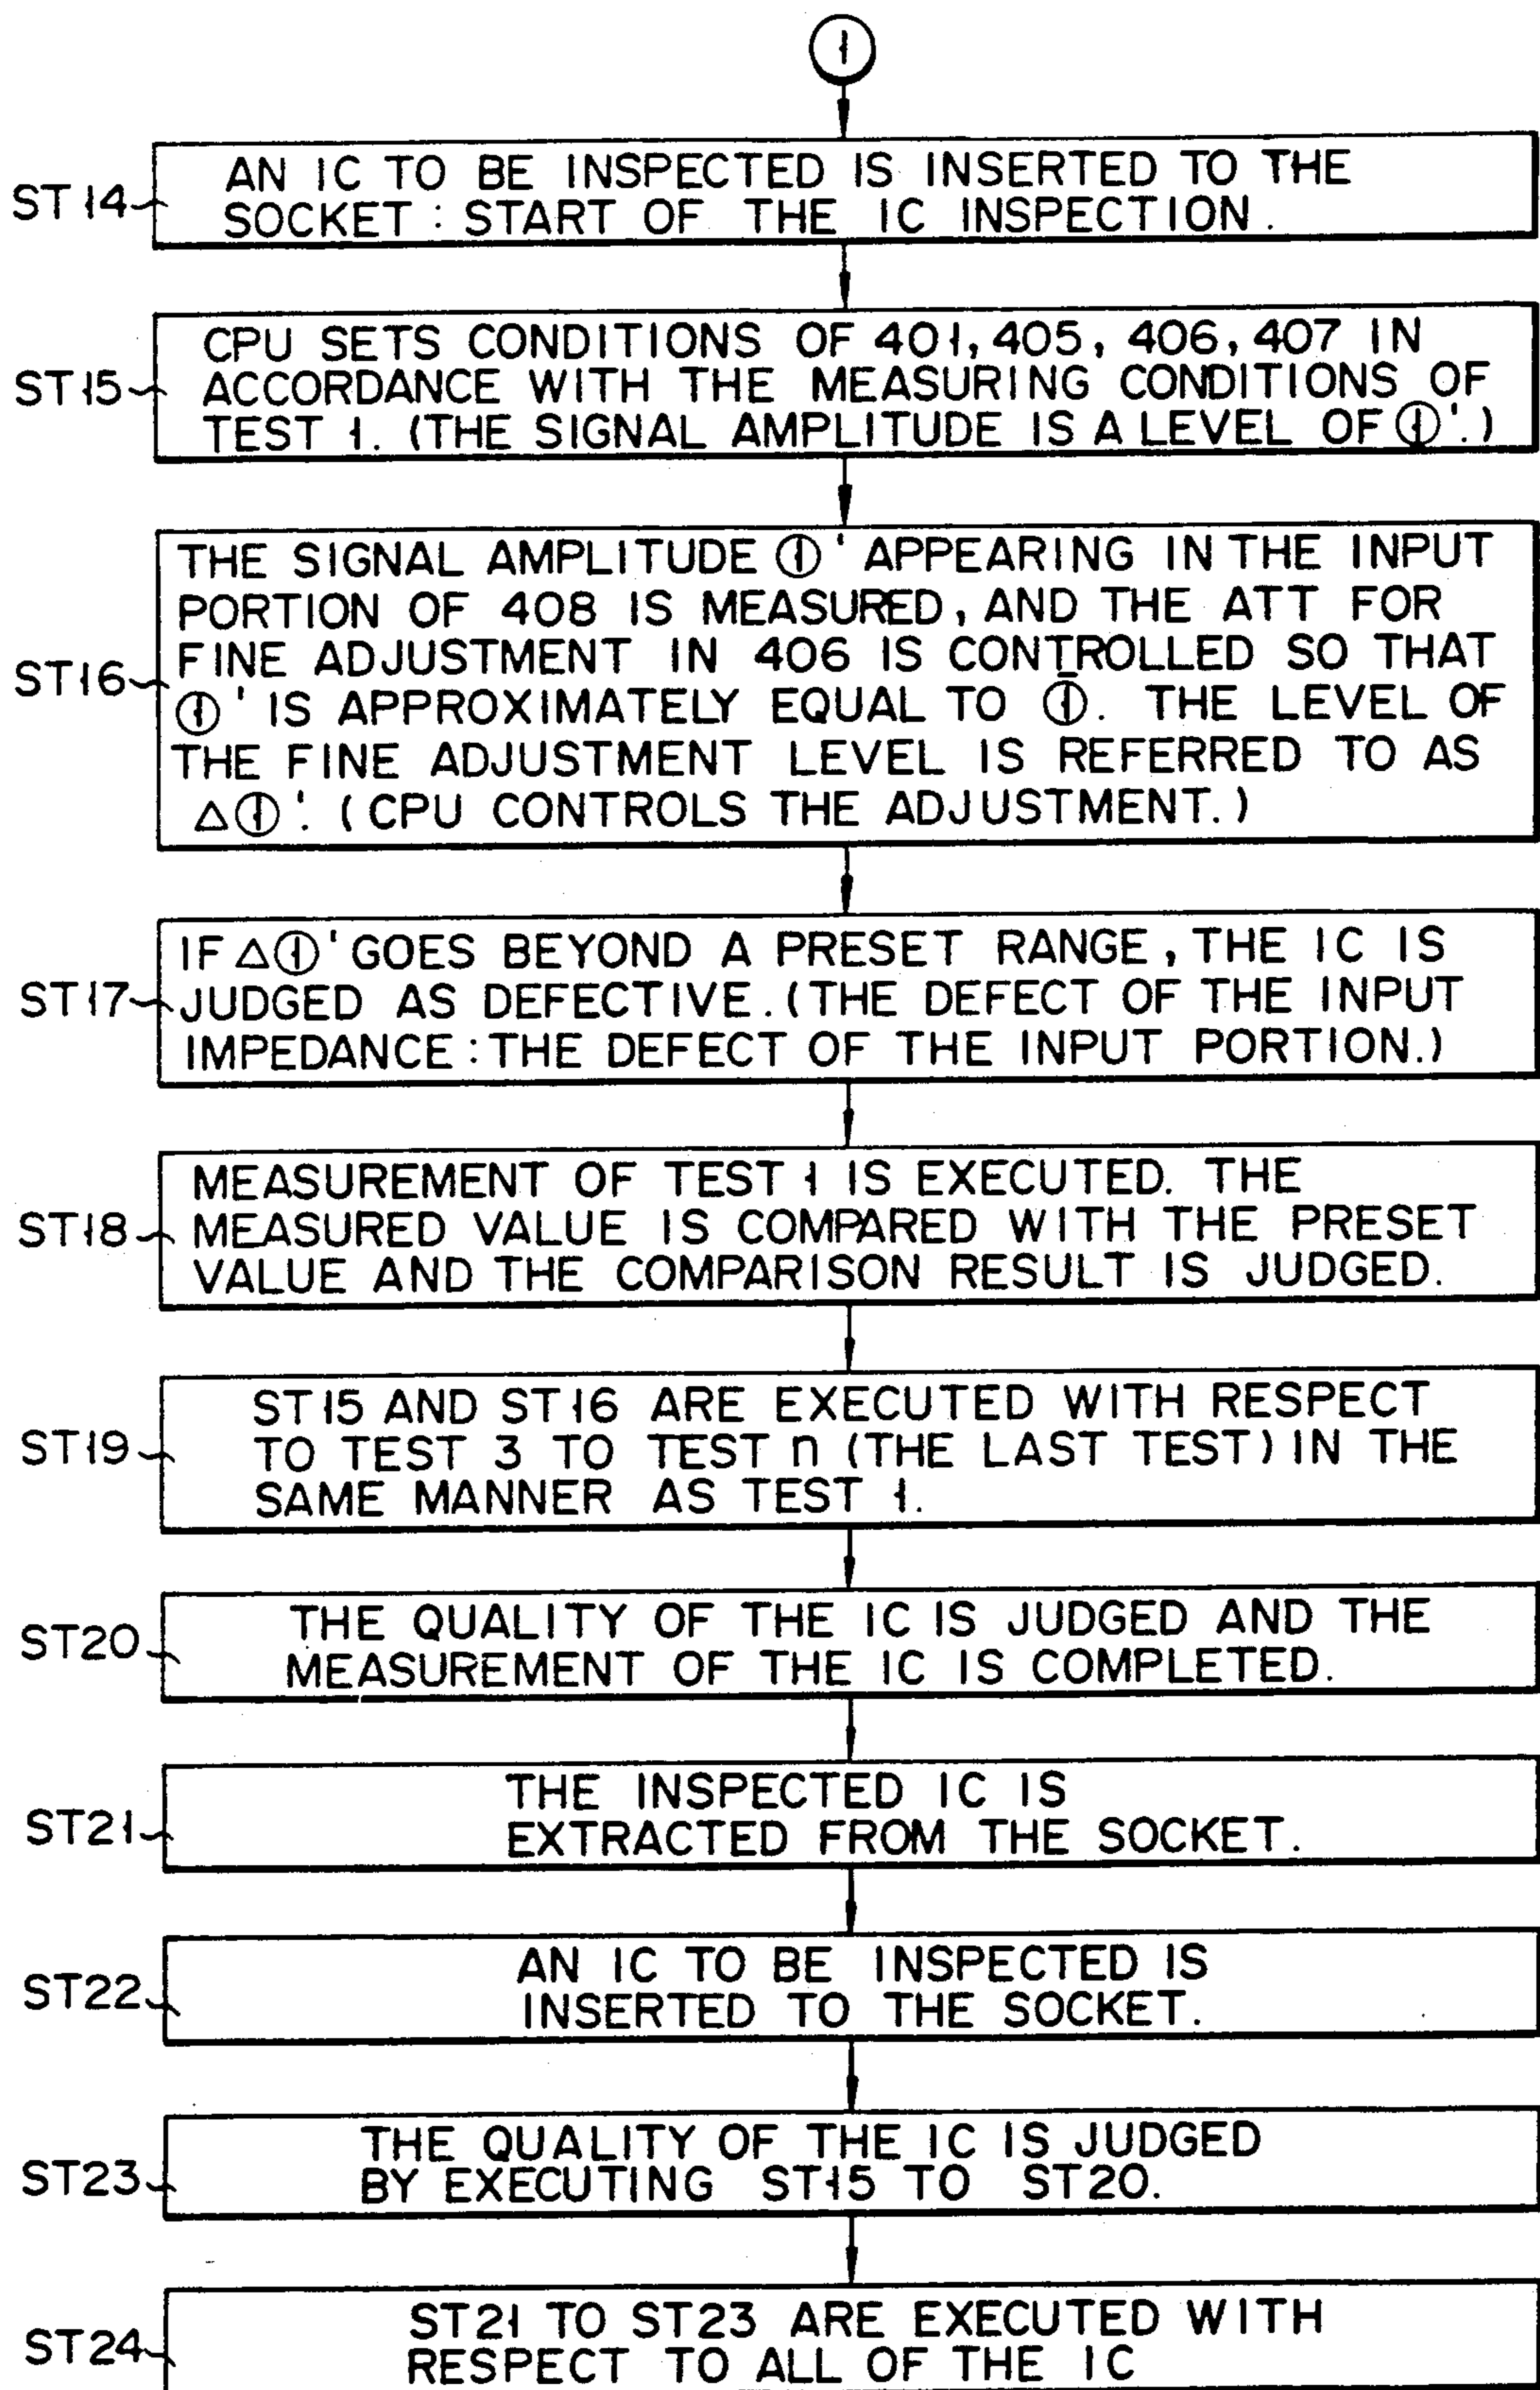 ①
ST14
AN IC TO BE INSPECTED IS INSERTED TO THE
SOCKET : START OF THE IC INSPECTION.
ST15
CPU SETS CONDITIONS OF 401, 405, 406, 407 IN
ACCORDANCE WITH THE MEASURING CONDITIONS OF
TEST 1. (THE SIGNAL AMPLITUDE IS A LEVEL OF ①'.)
ST16
THE SIGNAL AMPLITUDE ①' APPEARING IN THE INPUT
PORTION OF 408 IS MEASURED, AND THE ATT FOR
FINE ADJUSTMENT IN 406 IS CONTROLLED SO THAT
①' IS APPROXIMATELY EQUAL TO ①. THE LEVEL OF
THE FINE ADJUSTMENT LEVEL IS REFERRED TO AS
△①'. (CPU CONTROLS THE ADJUSTMENT.)
ST17
IF △①' GOES BEYOND A PRESET RANGE, THE IC IS
JUDGED AS DEFECTIVE. (THE DEFECT OF THE INPUT
IMPEDANCE : THE DEFECT OF THE INPUT PORTION.)
ST18
MEASUREMENT OF TEST 1 IS EXECUTED. THE
MEASURED VALUE IS COMPARED WITH THE PRESET
VALUE AND THE COMPARISON RESULT IS JUDGED.
ST19
ST15 AND ST16 ARE EXECUTED WITH RESPECT
TO TEST 3 TO TEST n (THE LAST TEST) IN THE
SAME MANNER AS TEST 1.
ST20
THE QUALITY OF THE IC IS JUDGED AND THE
MEASUREMENT OF THE IC IS COMPLETED.
ST21
THE INSPECTED IC IS
EXTRACTED FROM THE SOCKET.
ST22
AN IC TO BE INSPECTED IS
INSERTED TO THE SOCKET.
ST23
THE QUALITY OF THE IC IS JUDGED
BY EXECUTING ST15 TO ST20.
ST24
ST21 TO ST23 ARE EXECUTED WITH
RESPECT TO ALL OF THE IC